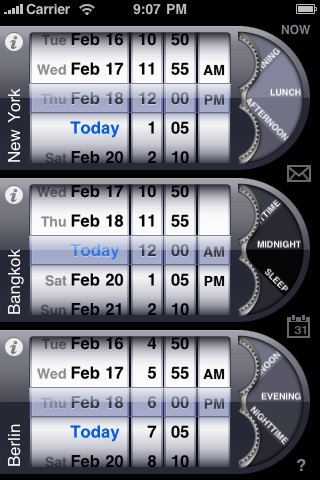 Carrier 9:07 PM
NOW
i
New York
Tue Feb 16 10 50
Wed Feb 17 11 55 AM
Thu Feb 18 12 00 PM
Today 1 05
Sat Feb 20 2 10
LUNCH
AFTERNOON
i
Bangkok
Wed Feb 17 10 50
Thu Feb 18 11 55
Today 12 00 AM
Sat Feb 20 1 05 PM
Sun Feb 21 2 10
MIDNIGHT
SLEEP
31
i
Berlin
Tue Feb 16 4 50
Wed Feb 17 5 55 AM
Thu Feb 18 6 00 PM
Today 7 05
Sat Feb 20 8 10
EVENING
NIGHTTIME
?